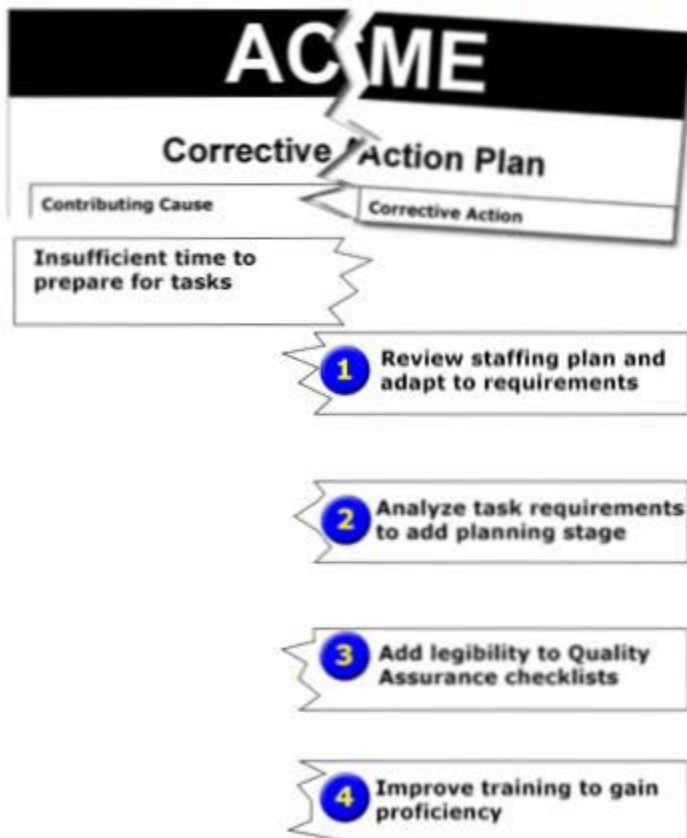 ACME
Corrective Action Plan
Contributing Cause
Corrective Action
Insufficient time to
prepare for tasks
1
Review staffing plan and
adapt to requirements
2
Analyze task requirements
to add planning stage
3
Add legibility to Quality
Assurance checklists
4
Improve training to gain
proficiency